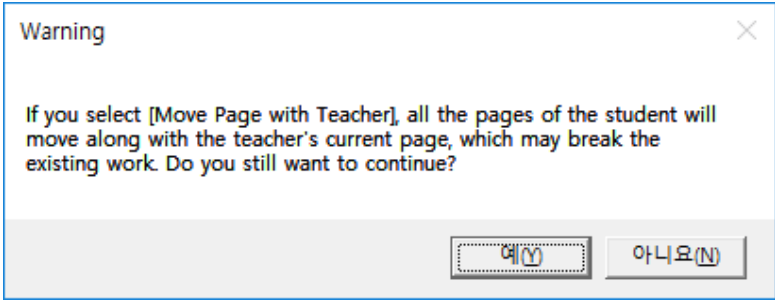 Warning
If you select [Move Page with Teacher], all the pages of the student will
move along with the teacher's current page, which may break the
existing work. Do you still want to continue?
예(Y) 아니요(N)